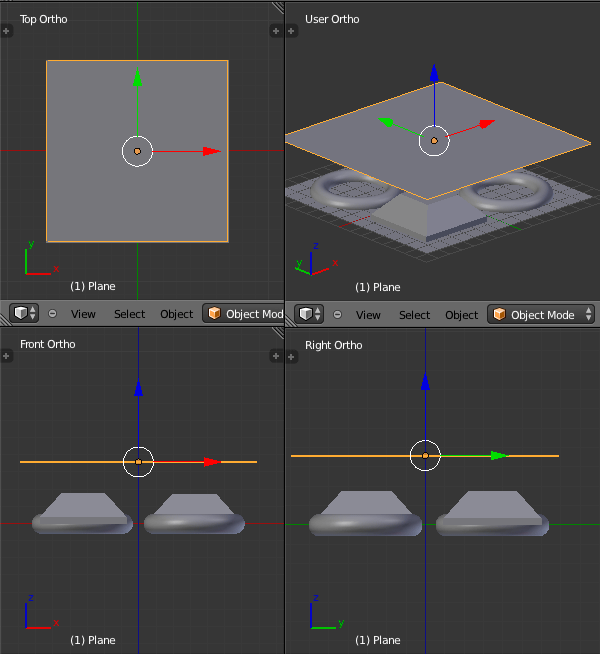 Top Ortho
User Ortho
y
x
(1) Plane
z
y
x
(1) Plane
View Select Object Object Mod
View Select Object Object Mode
Front Ortho
Right Ortho
z
x
(1) Plane
z
y
(1) Plane